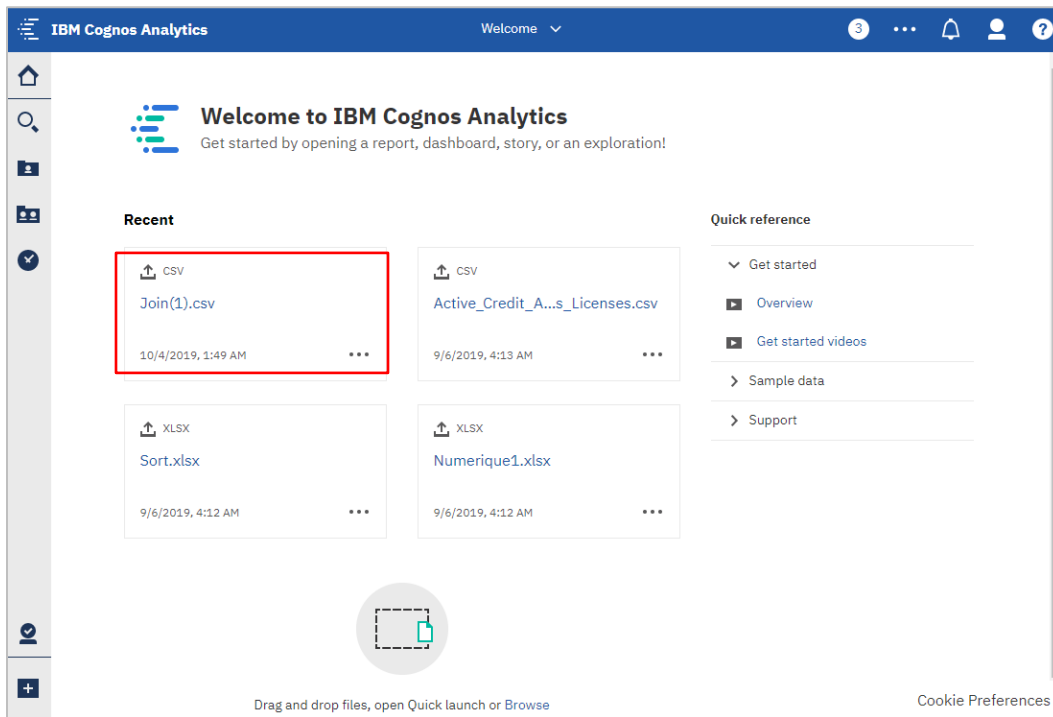 IBM Cognos Analytics
Welcome
3
?
Welcome to IBM Cognos Analytics
Get started by opening a report, dashboard, story, or an exploration!
Recent
CSV
Join(1).csv
10/4/2019, 1:49 AM
CSV
Active_Credit_A...s_Licenses.csv
9/6/2019, 4:13 AM
XLSX
Sort.xlsx
9/6/2019, 4:12 AM
XLSX
Numerique1.xlsx
9/6/2019, 4:12 AM
Quick reference
Get started
Overview
Get started videos
Sample data
Support
Drag and drop files, open Quick launch or Browse
Cookie Preferences